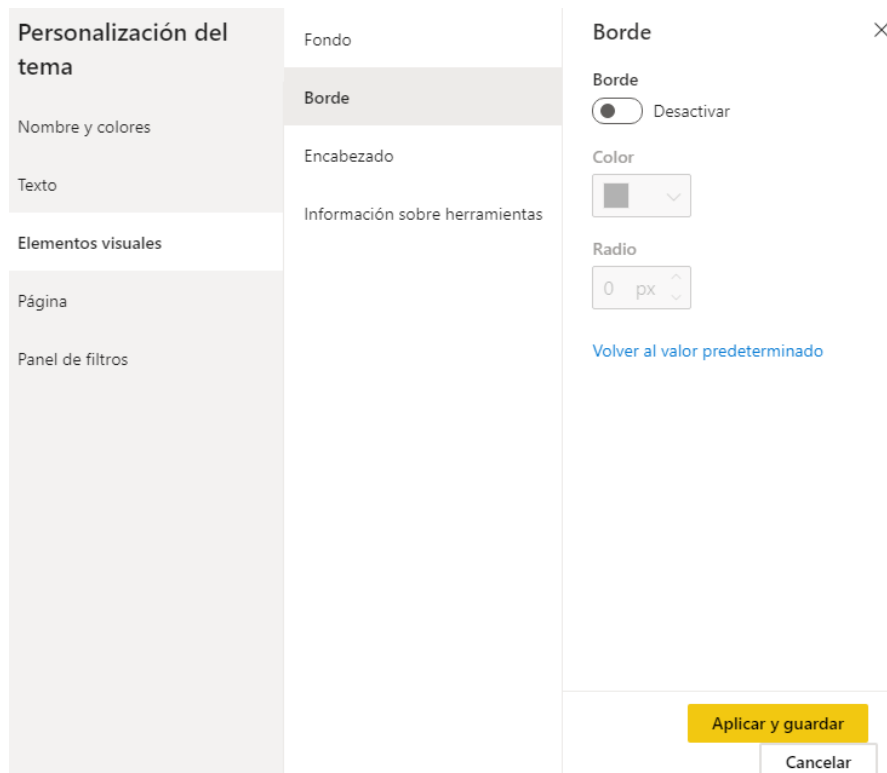 Personalización del
tema
Nombre y colores
Texto
Elementos visuales
Página
Panel de filtros
Fondo
Borde
Encabezado
Información sobre herramientas
Borde
Borde
Desactivar
Color
Radio
0 px
Volver al valor predeterminado
Aplicar y guardar
Cancelar